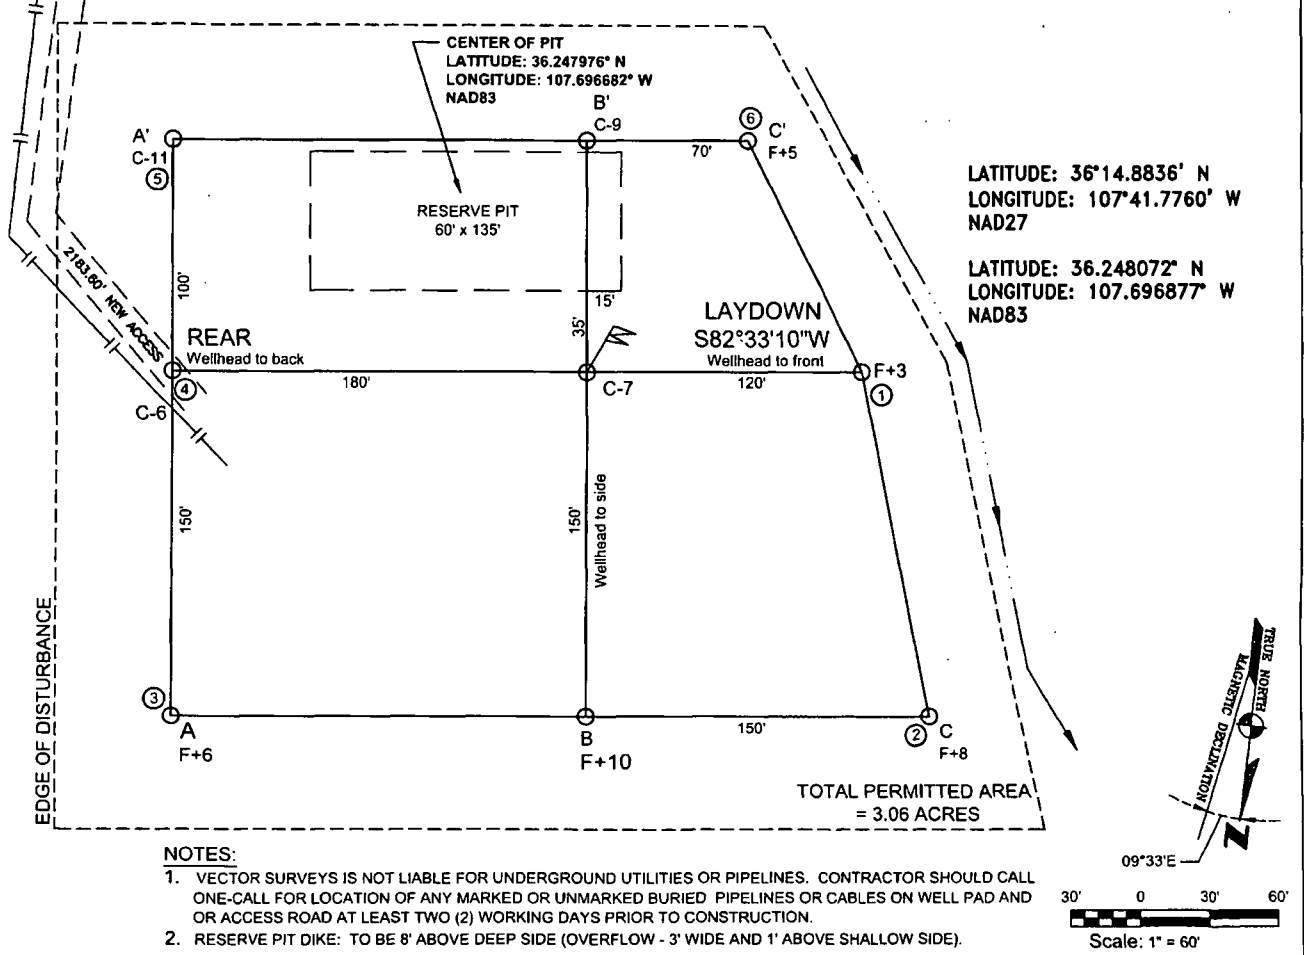 CENTER OF PIT
LATITUDE: 36.247976° N
LONGITUDE: 107.696682° W
NAD83
A'
C-11
5
B'
C-9
6
C'
F+5
70'
RESERVE PIT
60' x 135'
100'
15'
35'
2183.60' NEW ACCESS
LATITUDE: 36°14.8836' N
LONGITUDE: 107°41.7760' W
NAD27
LATITUDE: 36.248072° N
LONGITUDE: 107.696877° W
NAD83
REAR
Wellhead to back
LAYDOWN
S82°33'10"W
Wellhead to front
4
C-6
180'
C-7
120'
F+3
1
150'
150'
Wellhead to side
3
A
F+6
B
F+10
150'
2
C
F+8
EDGE OF DISTURBANCE
TOTAL PERMITTED AREA
= 3.06 ACRES
TRUE NORTH
MAGNETIC DECLINATION
N
09°33'E
NOTES:
1. VECTOR SURVEYS IS NOT LIABLE FOR UNDERGROUND UTILITIES OR PIPELINES. CONTRACTOR SHOULD CALL
ONE-CALL FOR LOCATION OF ANY MARKED OR UNMARKED BURIED PIPELINES OR CABLES ON WELL PAD AND
OR ACCESS ROAD AT LEAST TWO (2) WORKING DAYS PRIOR TO CONSTRUCTION.
2. RESERVE PIT DIKE: TO BE 8' ABOVE DEEP SIDE (OVERFLOW - 3' WIDE AND 1' ABOVE SHALLOW SIDE).
30' 0 30' 60'
Scale: 1" = 60'